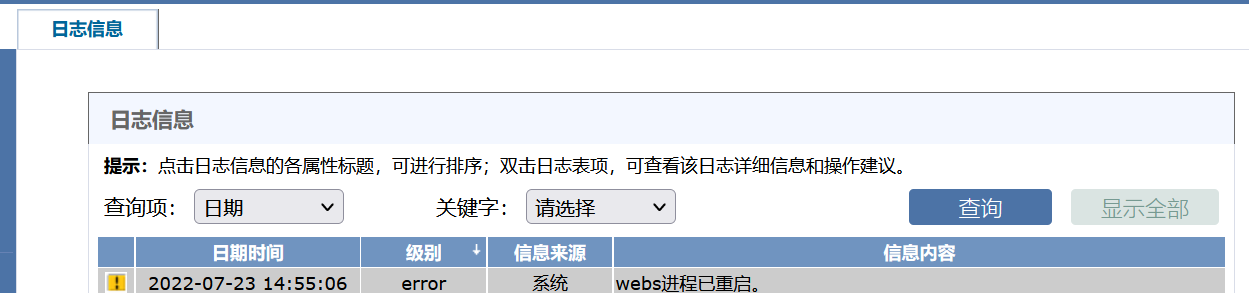 日志信息
日志信息
提示：点击日志信息的各属性标题，可进行排序；双击日志表项，可查看该日志详细信息和操作建议。
查询项： 日期 关键字： 请选择 查询 显示全部
日期时间 级别 信息来源 信息内容
2022-07-23 14:55:06 error 系统 webs进程已重启。